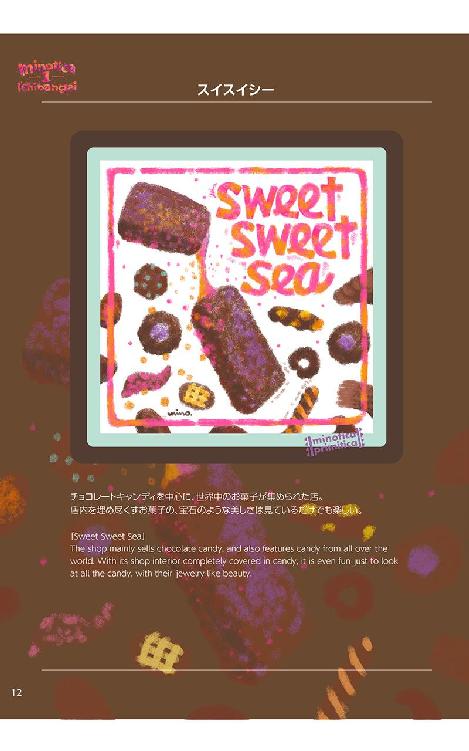 minotica
1
Ichibangai
スイスイシー
sweet
sweet
sea
mino.
minotica
primitica
チョコレートキャンディを中心に、世界中のお菓子が集められた店。
店内を埋め尽くすお菓子の、宝石のような美しさは見ているだけでも楽しい。
[Sweet Sweet Sea]
The shop mainly sells chocolate candy, and also features candy from all over the
world. With its shop interior completely covered in candy, it is even fun just to look
at all the candy, with their jewelry like beauty.
12